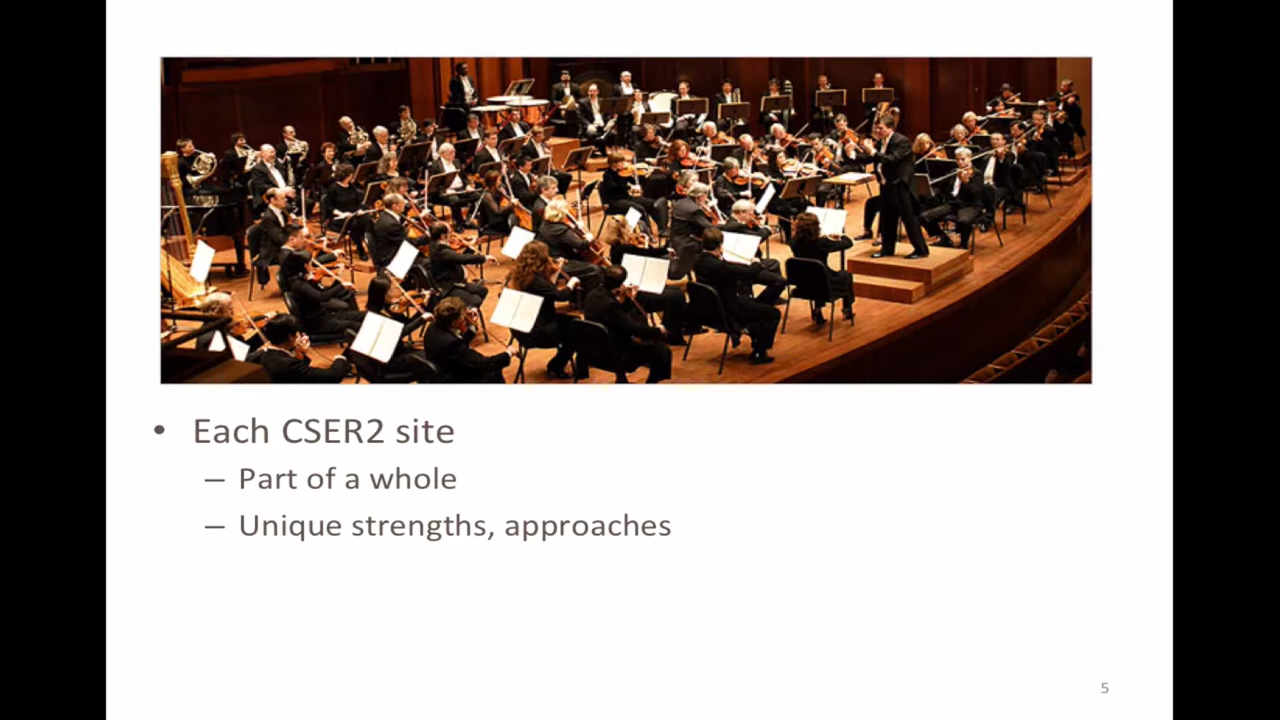 • Each CSER2 site
– Part of a whole
– Unique strengths, approaches
5